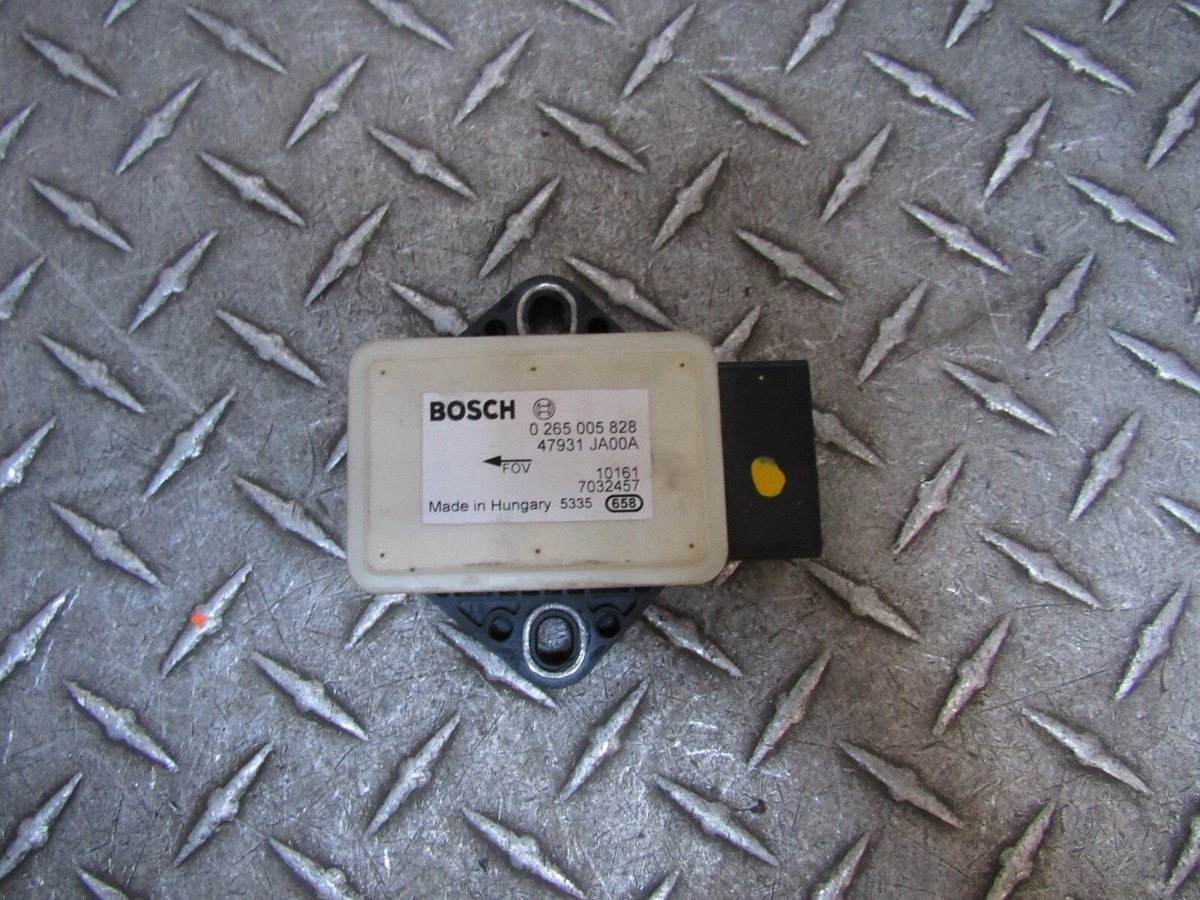 BOSCH
0 265 005 828
47931 JA00A
FOV
10161
7032457
Made in Hungary 5335 658